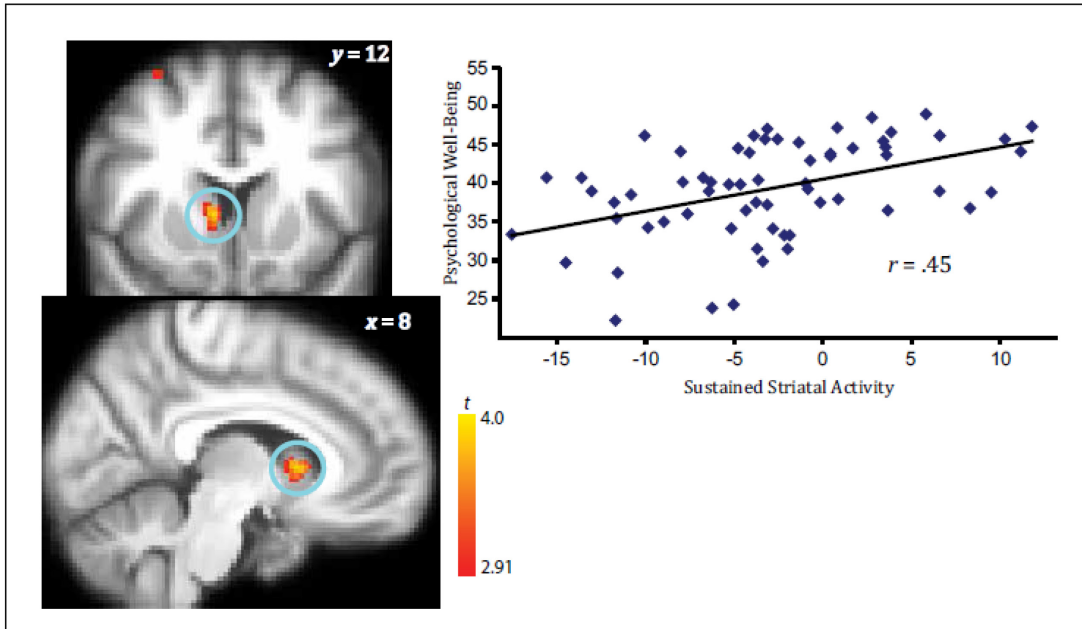 y = 12
x = 8
t
4.0
2.91
Psychological Well-Being
55
50
45
40
35
30
25
r = .45
-15
-10
-5
0
5
10
Sustained Striatal Activity